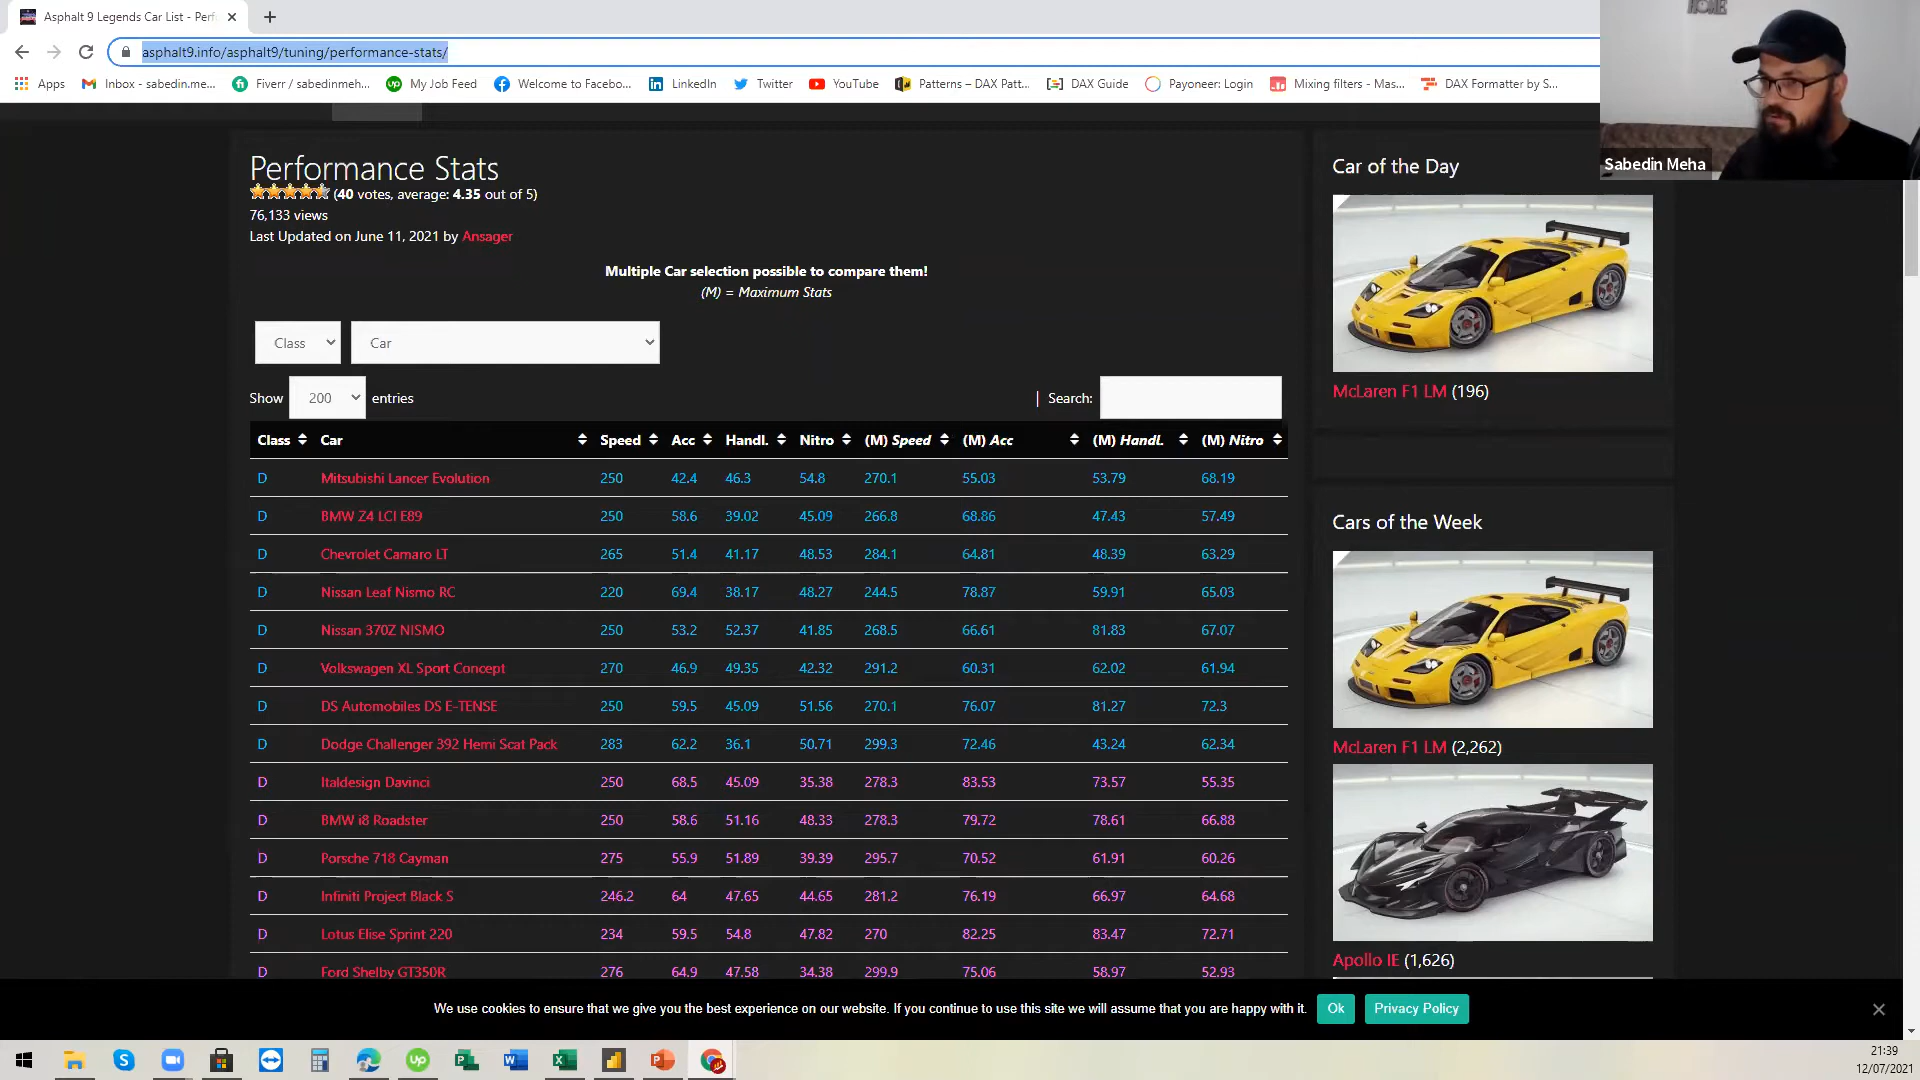 Asphalt 9 Legends Car List - Perf
asphalt9.info/asphalt9/tuning/performance-stats/
Apps
Inbox - sabedin.me...
Fiverr / sabedinmeh...
My Job Feed
Welcome to Facebo...
LinkedIn
Twitter
YouTube
Patterns – DAX Patt...
DAX Guide
Payoneer: Login
Mixing filters - Mas...
DAX Formatter by S...
HOME
Sabedin Meha
Performance Stats
(40 votes, average: 4.35 out of 5)
76,133 views
Last Updated on June 11, 2021 by Ansager
Multiple Car selection possible to compare them!
(M) = Maximum Stats
Class
Car
Show 200 entries
| Search:
Class Car Speed Acc Handl. Nitro (M) Speed (M) Acc (M) Handl. (M) Nitro
D Mitsubishi Lancer Evolution 250 42.4 46.3 54.8 270.1 55.03 53.79 68.19
D BMW Z4 LCI E89 250 58.6 39.02 45.09 266.8 68.86 47.43 57.49
D Chevrolet Camaro LT 265 51.4 41.17 48.53 284.1 64.81 48.39 63.29
D Nissan Leaf Nismo RC 220 69.4 38.17 48.27 244.5 78.87 59.91 65.03
D Nissan 370Z NISMO 250 53.2 52.37 41.85 268.5 66.61 81.83 67.07
D Volkswagen XL Sport Concept 270 46.9 49.35 42.32 291.2 60.31 62.02 61.94
D DS Automobiles DS E-TENSE 250 59.5 45.09 51.56 270.1 76.07 81.27 72.3
D Dodge Challenger 392 Hemi Scat Pack 283 62.2 36.1 50.71 299.3 72.46 43.24 62.34
D Italdesign Davinci 250 68.5 45.09 35.38 278.3 83.53 73.57 55.35
D BMW i8 Roadster 250 58.6 51.16 48.33 278.3 79.72 78.61 66.88
D Porsche 718 Cayman 275 55.9 51.89 39.39 295.7 70.52 61.91 60.26
D Infiniti Project Black S 246.2 64 47.65 44.65 281.2 76.19 66.97 64.68
D Lotus Elise Sprint 220 234 59.5 54.8 47.82 270 82.25 83.47 72.71
D Ford Shelby GT350R 276 64.9 47.58 34.38 299.9 75.06 58.97 52.93
Car of the Day
McLaren F1 LM (196)
Cars of the Week
McLaren F1 LM (2,262)
Apollo IE (1,626)
We use cookies to ensure that we give you the best experience on our website. If you continue to use this site we will assume that you are happy with it.
Ok
Privacy Policy
21:39
12/07/2021